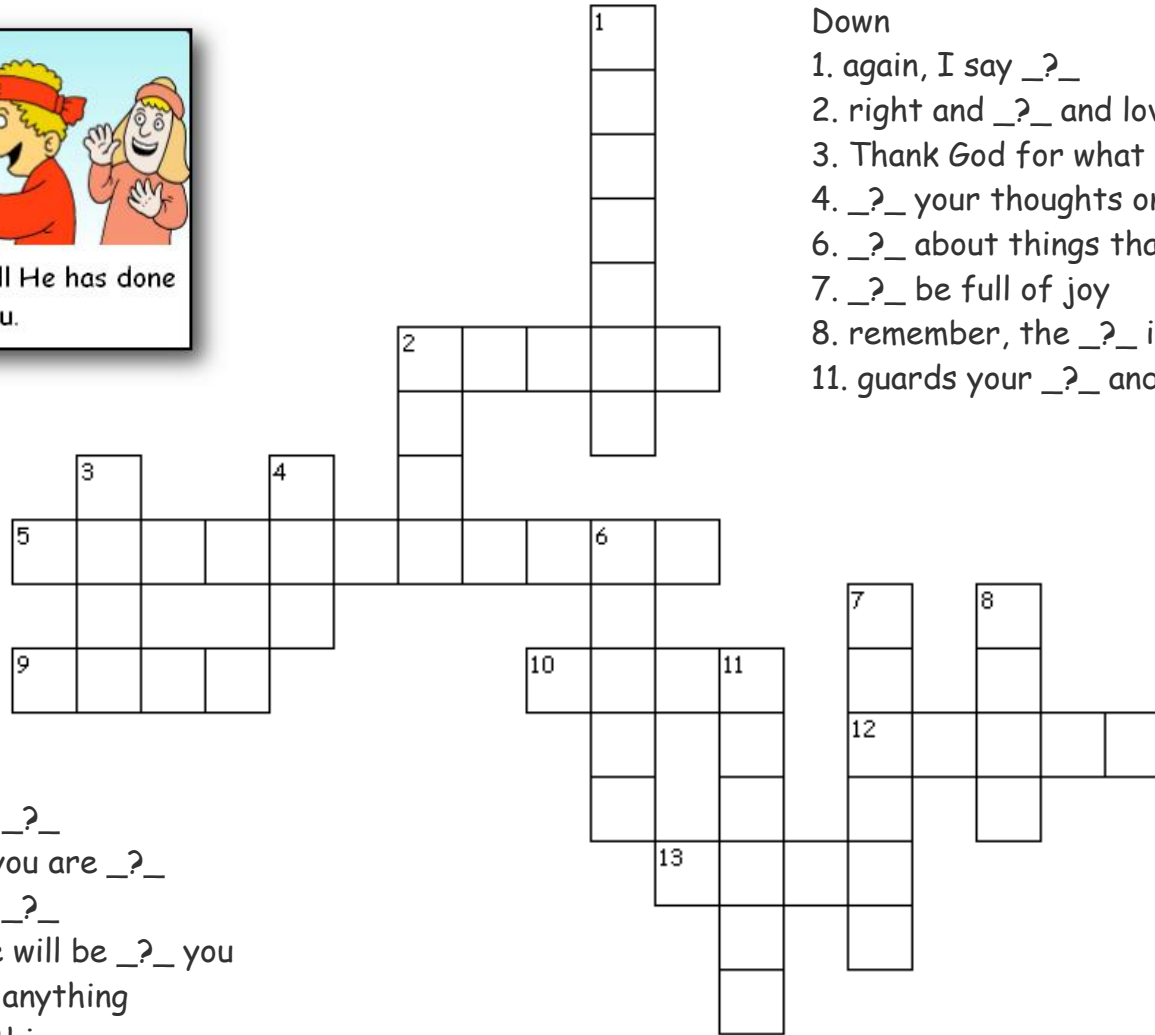 Down
1. again, I say _?_
2. right and _?_ and lov
3. Thank God for what
4. _?_ your thoughts
6. _?_ about things tha
7. _?_ be full of joy
8. remember, the _?_ i
11. guards your _?_ and
ll He has done
u.
1
2
3 4
5 6
7 8
9 10 11
12
13
_?_
you are _?_
_?_
will be _?_ you
anything